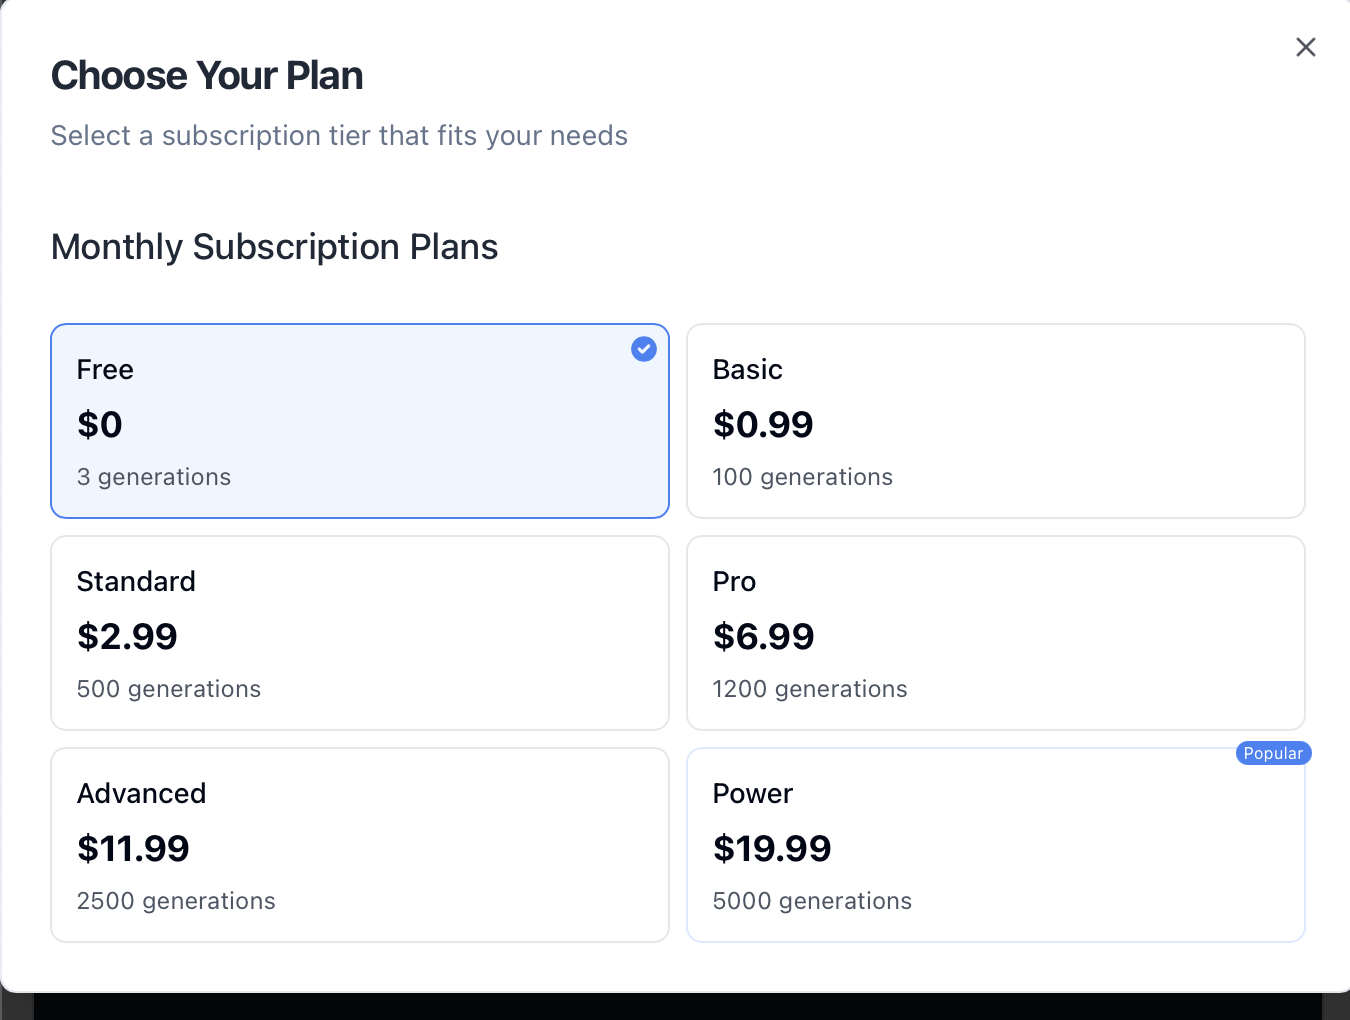 Choose Your Plan
Select a subscription tier that fits your needs
Monthly Subscription Plans
Free
$0
3 generations
Basic
$0.99
100 generations
Standard
$2.99
500 generations
Pro
$6.99
1200 generations
Advanced
$11.99
2500 generations
Popular
Power
$19.99
5000 generations